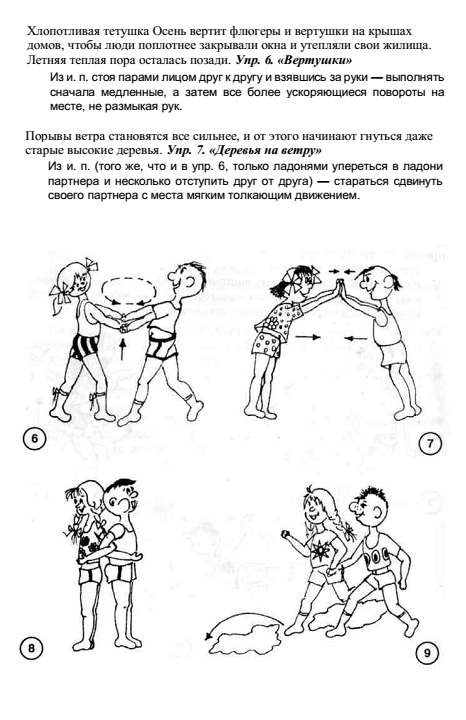 Хлопотливая тетушка Осень вертит флюгеры и вертушки на крышах
домов, чтобы люди поплотнее закрывали окна и утепляли свои жилища.
Летняя теплая пора осталась позади. Упр. 6. «Вертушки»
Из и. п. стоя парами лицом друг к другу и взявшись за руки — выполнять
сначала медленные, а затем все более ускоряющиеся повороты на
месте, не размыкая рук.
Порывы ветра становятся все сильнее, и от этого начинают гнуться даже
старые высокие деревья. Упр. 7. «Деревья на ветру»
Из и. п. (того же, что и в упр. 6, только ладонями упереться в ладони
партнера и несколько отступить друг от друга) — стараться сдвинуть
своего партнера с места мягким толкающим движением.
6
7
8
9